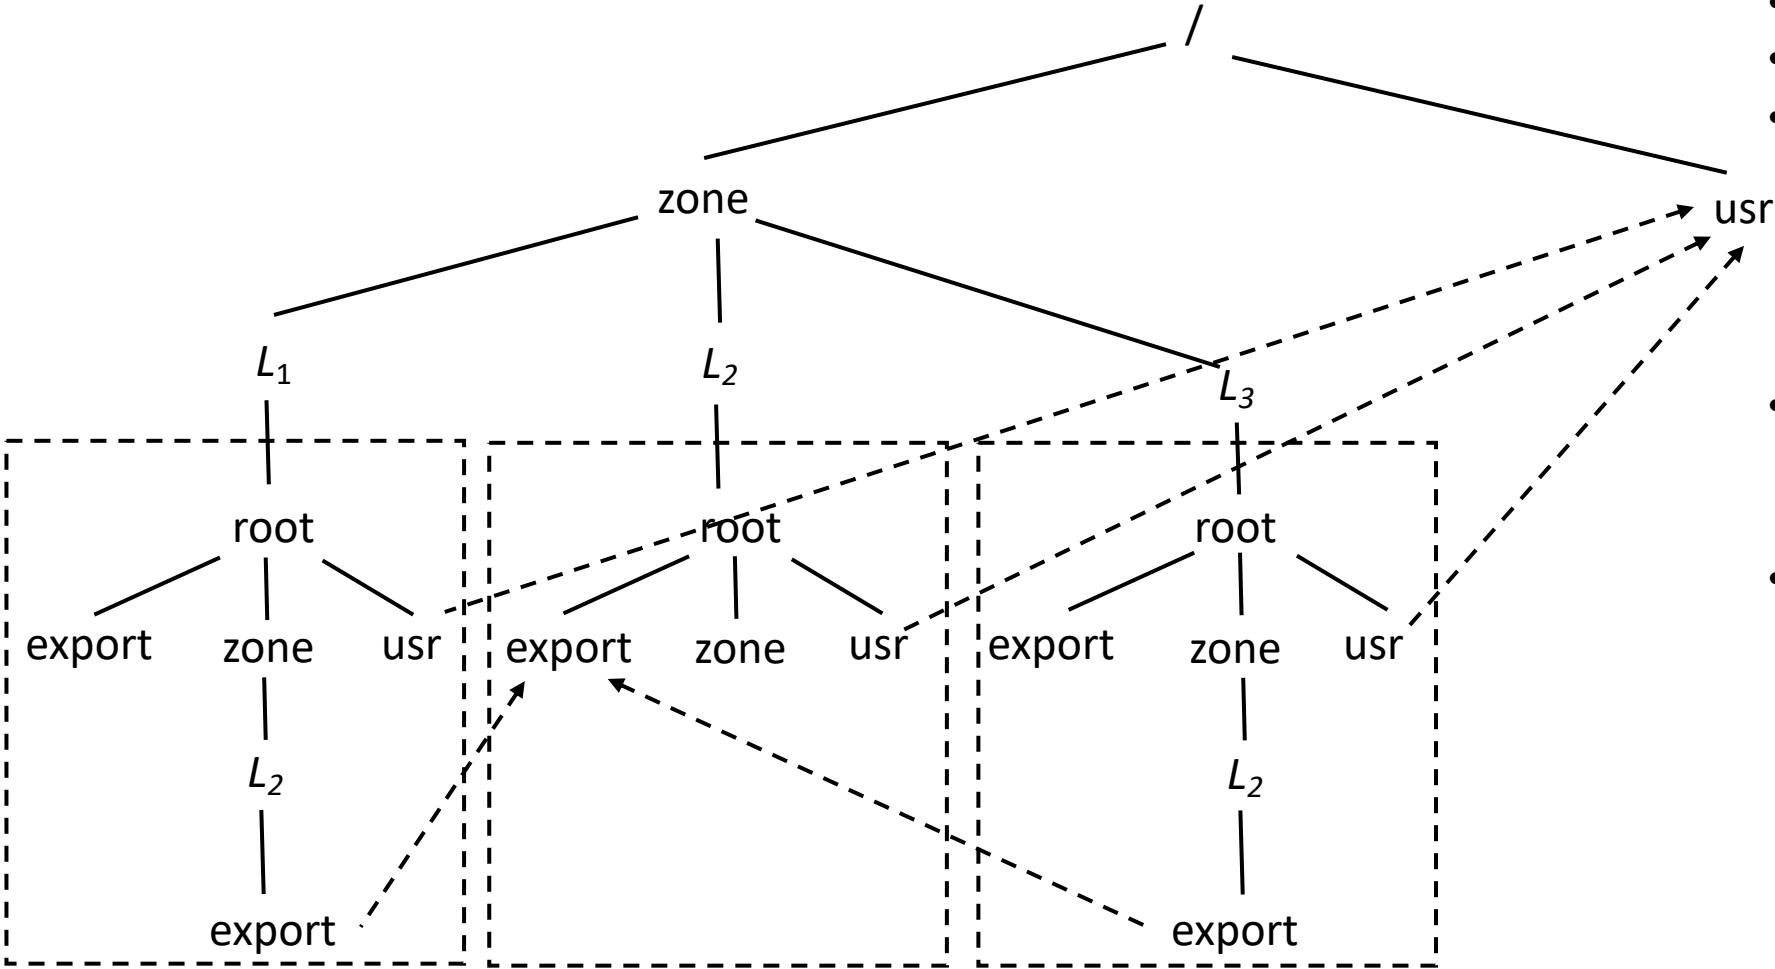 /
zone
usr
L₁
L₂
L₃
root
root
root
export zone usr
export zone usr
export zone usr
L₂
L₂
export
export